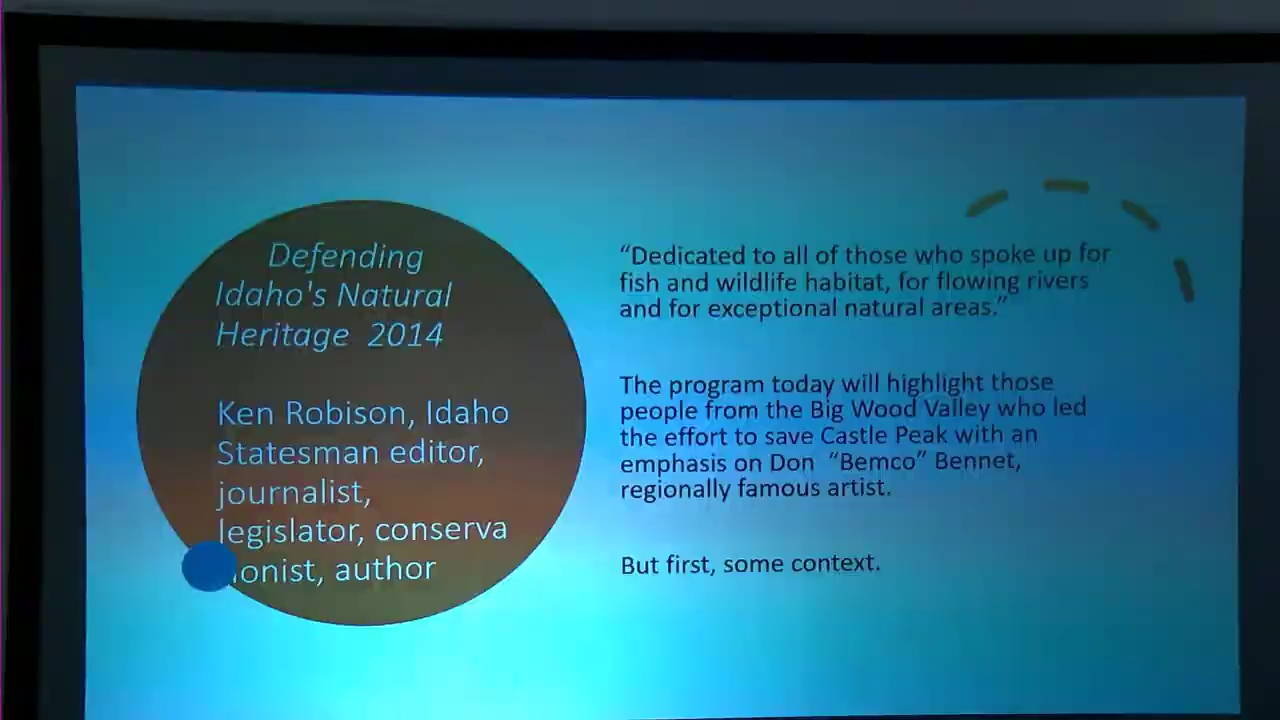 Defending
Idaho's Natural
Heritage 2014
Ken Robison, Idaho
Statesman editor,
journalist,
legislator, conserva
ionist, author
“Dedicated to all of those who spoke up for
fish and wildlife habitat, for flowing rivers
and for exceptional natural areas.”
The program today will highlight those
people from the Big Wood Valley who led
the effort to save Castle Peak with an
emphasis on Don “Bemco” Bennet,
regionally famous artist.
But first, some context.